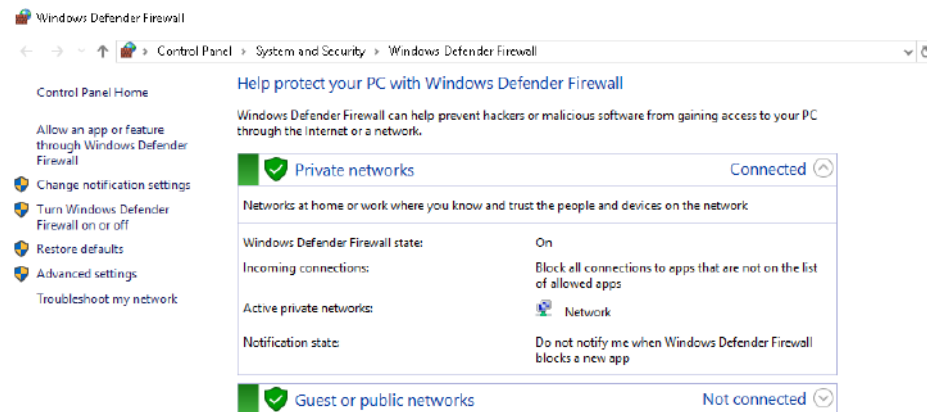 Windows Defender Firewall
Control Panel > System and Security > Windows Defender Firewall
Control Panel Home
Allow an app or feature
through Windows Defender
Firewall
Change notification settings
Turn Windows Defender
Firewall on or off
Restore defaults
Advanced settings
Troubleshoot my network
Help protect your PC with Windows Defender Firewall
Windows Defender Firewall can help prevent hackers or malicious software from gaining access to your PC
through the Internet or a network.
Private networks Connected
Networks at home or work where you know and trust the people and devices on the network
Windows Defender Firewall state: On
Incoming connections: Block all connections to apps that are not on the list
of allowed apps
Active private networks: Network
Notification state: Do not notify me when Windows Defender Firewall
blocks a new app
Guest or public networks Not connected